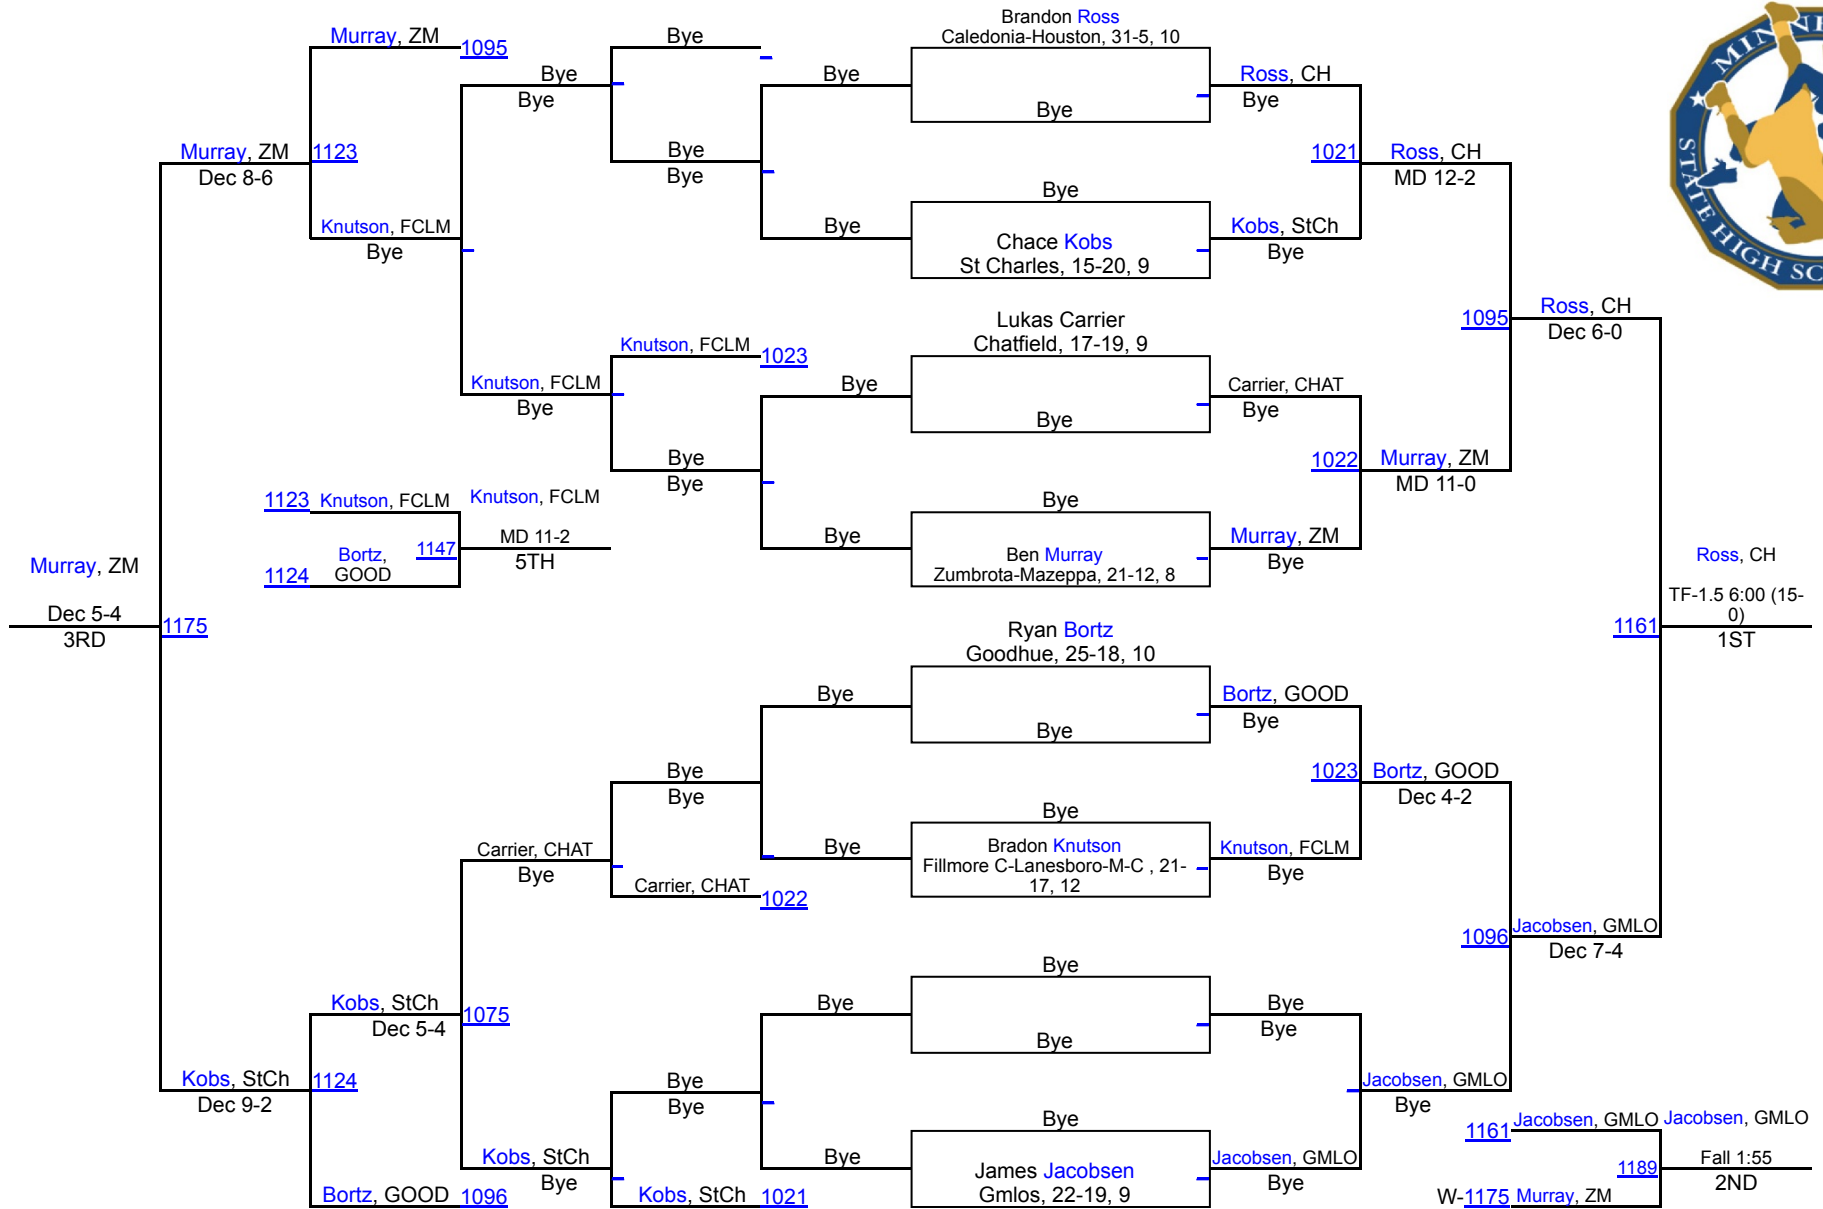 Brandon Ross
Caledonia-Houston, 31-5, 10
Murray, ZM
1095
Bye
Bye
Bye
Bye
Ross, CH
Bye
Bye
MINNE
STATE HIGH SC
Murray, ZM
1123
Dec 8-6
Bye
Bye
1021
Ross, CH
MD 12-2
Bye
Knutson, FCLM
Bye
Bye
Chace Kobs
St Charles, 15-20, 9
Kobs, StCh
Bye
Ross, CH
1095
Dec 6-0
Lukas Carrier
Chatfield, 17-19, 9
Knutson, FCLM
1023
Knutson, FCLM
Bye
Bye
Bye
Carrier, CHAT
Bye
Bye
Bye
1022
Murray, ZM
MD 11-0
1123
Knutson, FCLM
Knutson, FCLM
Bye
1147
MD 11-2
5TH
Bortz,
GOOD
1124
Bye
Ben Murray
Zumbrota-Mazeppa, 21-12, 8
Murray, ZM
Bye
Murray, ZM
Dec 5-4
3RD
1175
Ross, CH
TF-1.5 6:00 (15-
0)
1161
1ST
Ryan Bortz
Goodhue, 25-18, 10
Bye
Bye
Bortz, GOOD
Bye
Bye
Bye
1023
Bortz, GOOD
Dec 4-2
Bye
Carrier, CHAT
Bye
Bye
Bradon Knutson
Fillmore C-Lanesboro-M-C , 21-
17, 12
Knutson, FCLM
Bye
Carrier, CHAT
1022
1096
Jacobsen, GMLO
Dec 7-4
Bye
Kobs, StCh
Dec 5-4
1075
Bye
Bye
Bye
Bye
Kobs, StCh
1124
Dec 9-2
Bye
Bye
Jacobsen, GMLO
Bye
Bye
1161
Jacobsen, GMLO
Jacobsen, GMLO
Kobs, StCh
Bye
Bye
James Jacobsen
Gmlos, 22-19, 9
Jacobsen, GMLO
Bye
1189
Fall 1:55
2ND
Bortz, GOOD
1096
Kobs, StCh
1021
W-1175
Murray, ZM